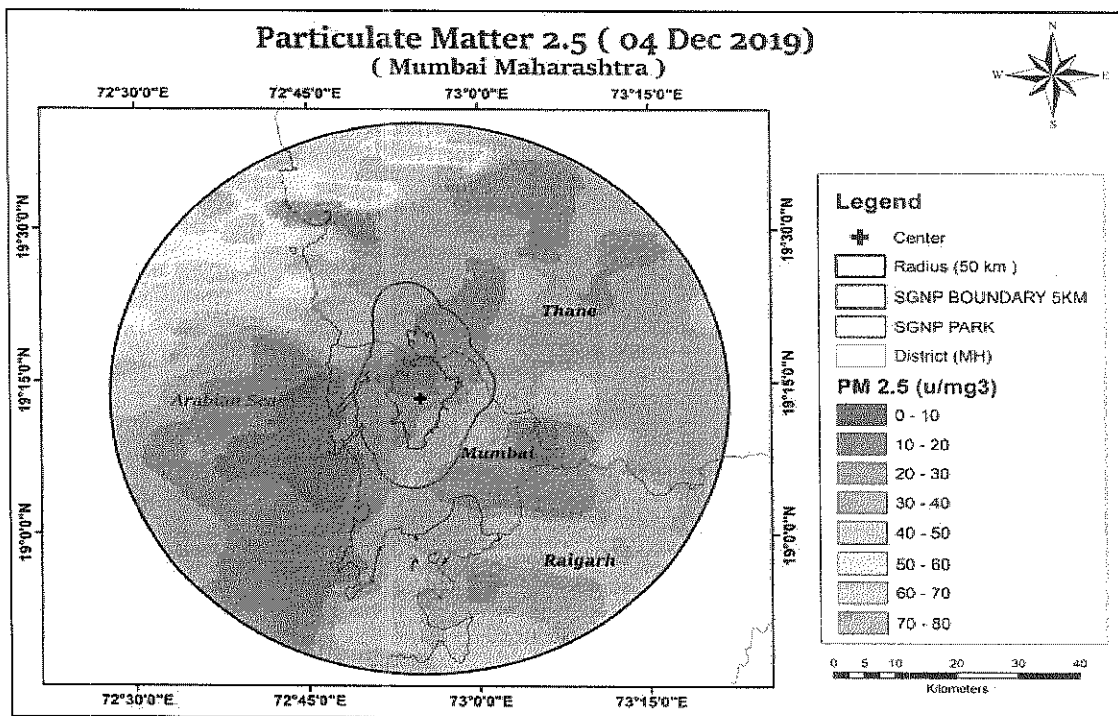 Particulate Matter 2.5 ( 04 Dec 2019)
( Mumbai Maharashtra )
N
W E
S
72°30'0"E 72°45'0"E 73°0'0"E 73°15'0"E
19°30'0"N 19°30'0"N
19°15'0"N 19°15'0"N
19°0'0"N 19°0'0"N
Thane
Arabian Sea
Mumbai
Raigarh
72°30'0"E 72°45'0"E 73°0'0"E 73°15'0"E
Legend
Center
Radius (50 km )
SGNP BOUNDARY 5KM
SGNP PARK
District (MH)
PM 2.5 (u/mg3)
0 - 10
10 - 20
20 - 30
30 - 40
40 - 50
50 - 60
60 - 70
70 - 80
0 5 10 20 30 40
Kilometers